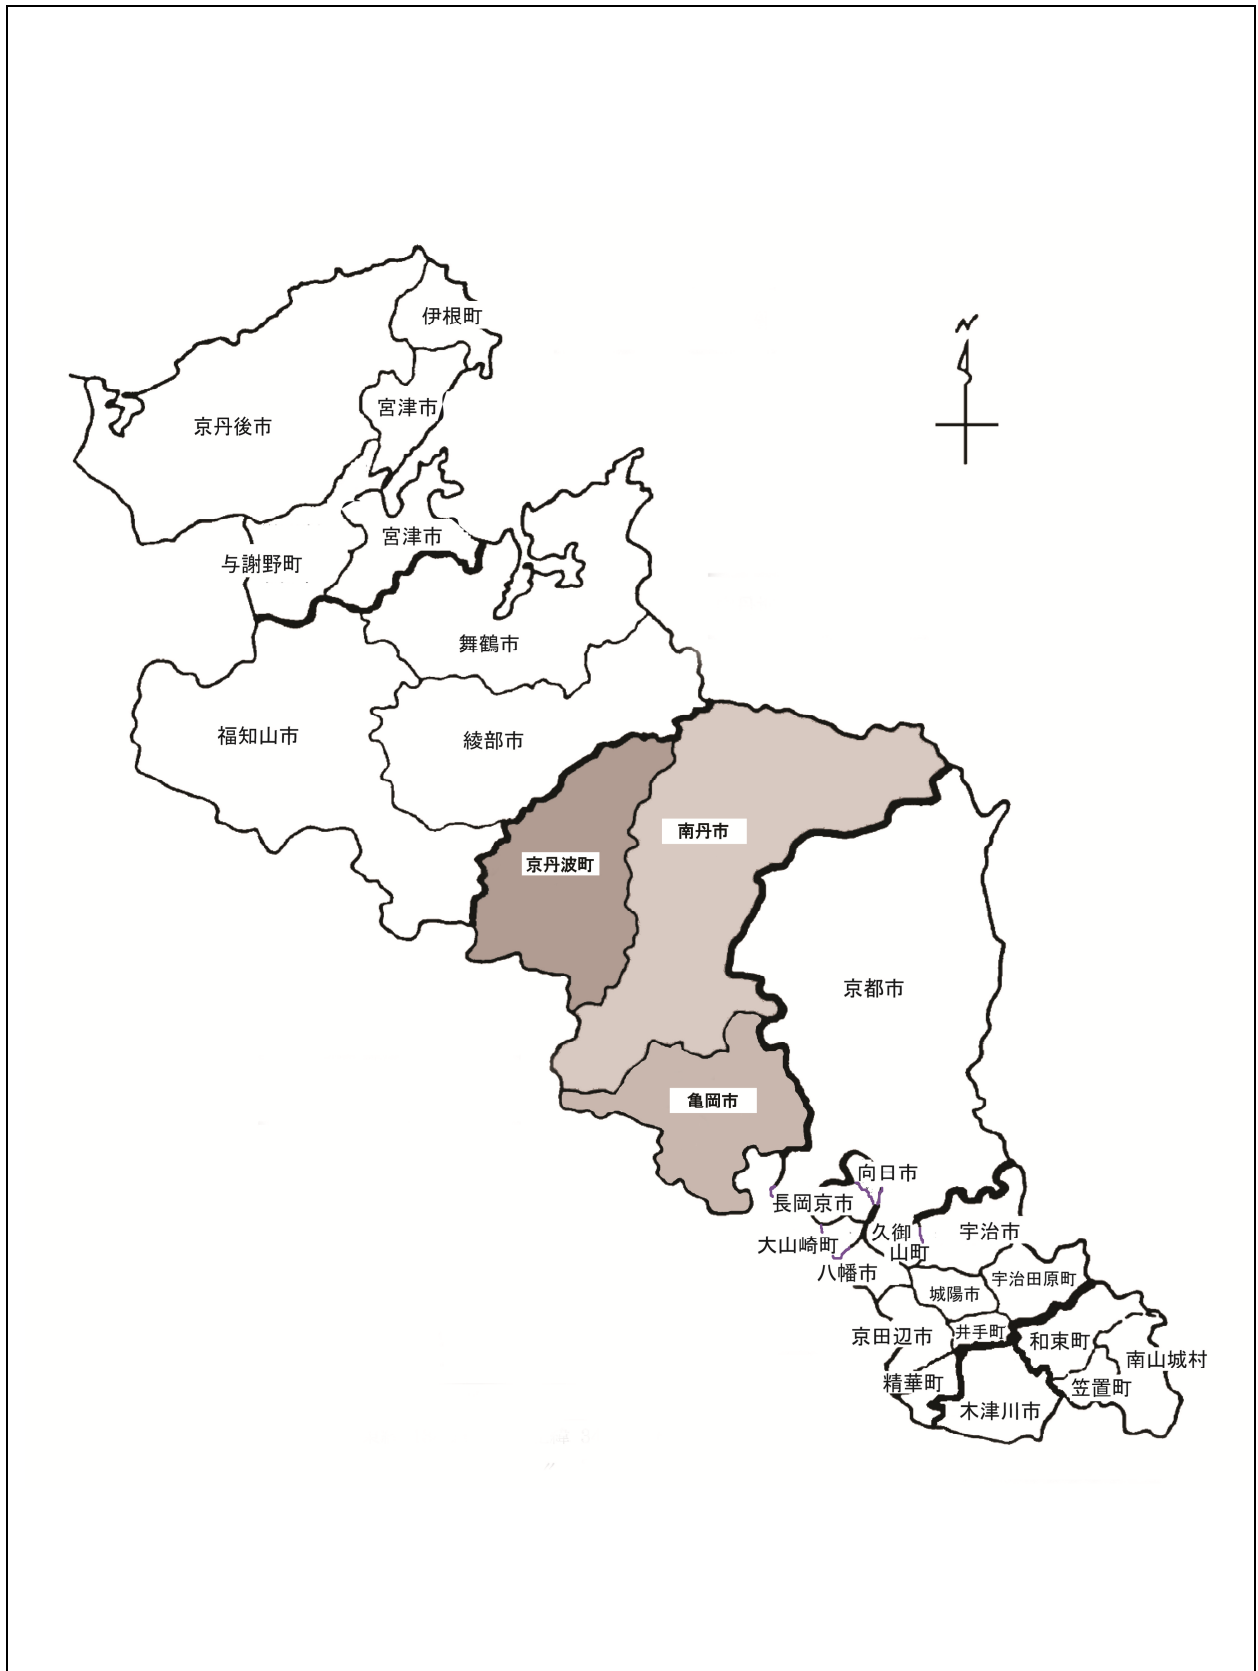 N
伊根町
宮津市
京丹後市
宮津市
与謝野町
舞鶴市
福知山市
綾部市
南丹市
京丹波町
京都市
亀岡市
向日市
長岡京市
久御
山町
宇治市
大山崎町
八幡市
宇治田原町
城陽市
井手町
京田辺市
和束町
南山城村
精華町
笠置町
木津川市